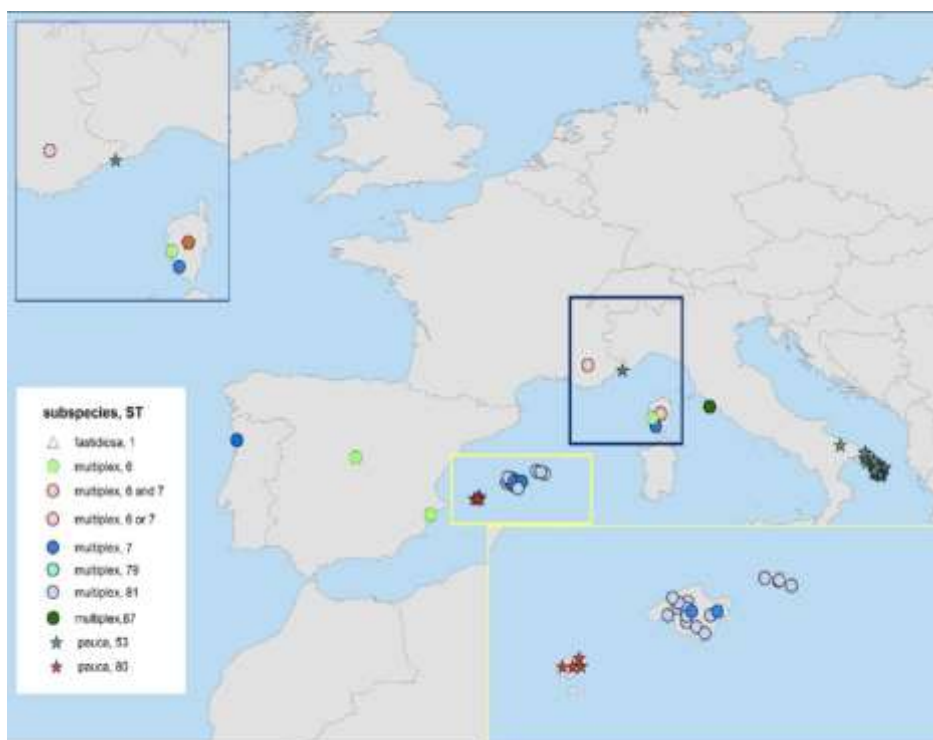 subspecies, ST
fastidiosa, 1
multiplex, 6
multiplex, 6 and 7
multiplex, 6 or 7
multiplex, 7
multiplex, 79
multiplex, 81
multiplex,87
pauca, 53
pauca, 80